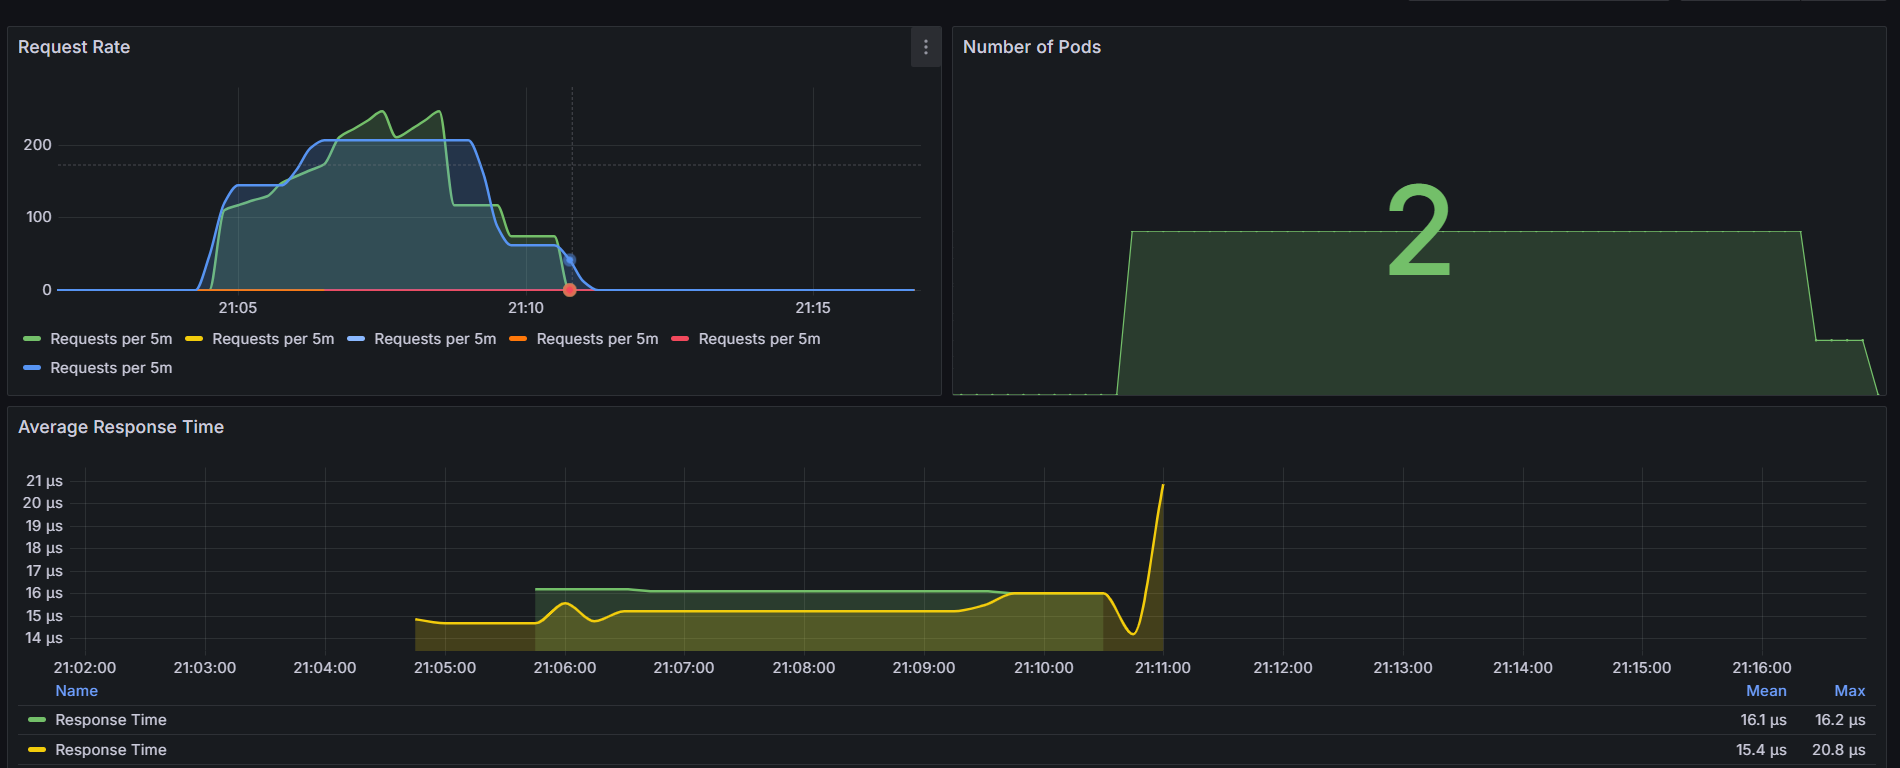 Request Rate
200
100
0
21:05 21:10 21:15
Requests per 5m Requests per 5m Requests per 5m Requests per 5m Requests per 5m
Requests per 5m
Number of Pods
2
Average Response Time
21 µs
20 µs
19 µs
18 µs
17 µs
16 µs
15 µs
14 µs
21:02:00 21:03:00 21:04:00 21:05:00 21:06:00 21:07:00 21:08:00 21:09:00 21:10:00 21:11:00 21:12:00 21:13:00 21:14:00 21:15:00 21:16:00
Name Mean Max
Response Time 16.1 µs 16.2 µs
Response Time 15.4 µs 20.8 µs